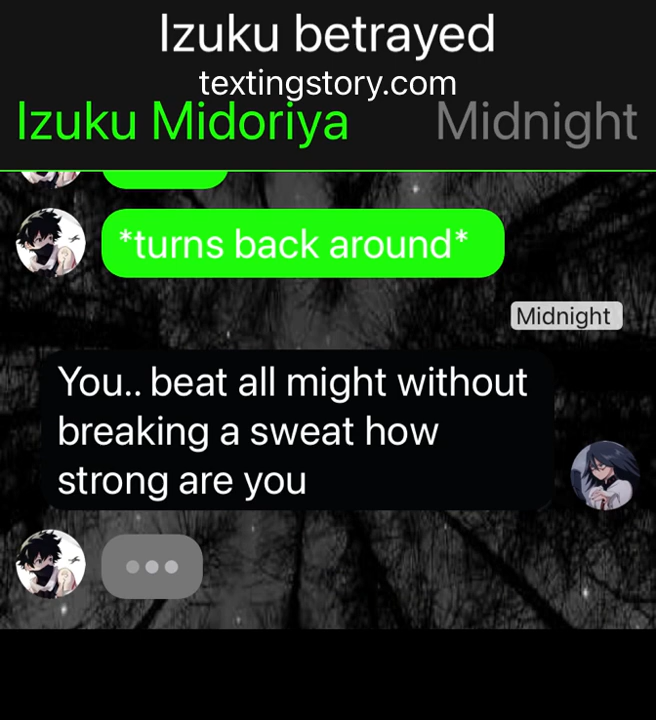 Izuku betrayed
textingstory.com
Izuku Midoriya Midnight
*turns back around*
Midnight
You.. beat all might without
breaking a sweat how
strong are you